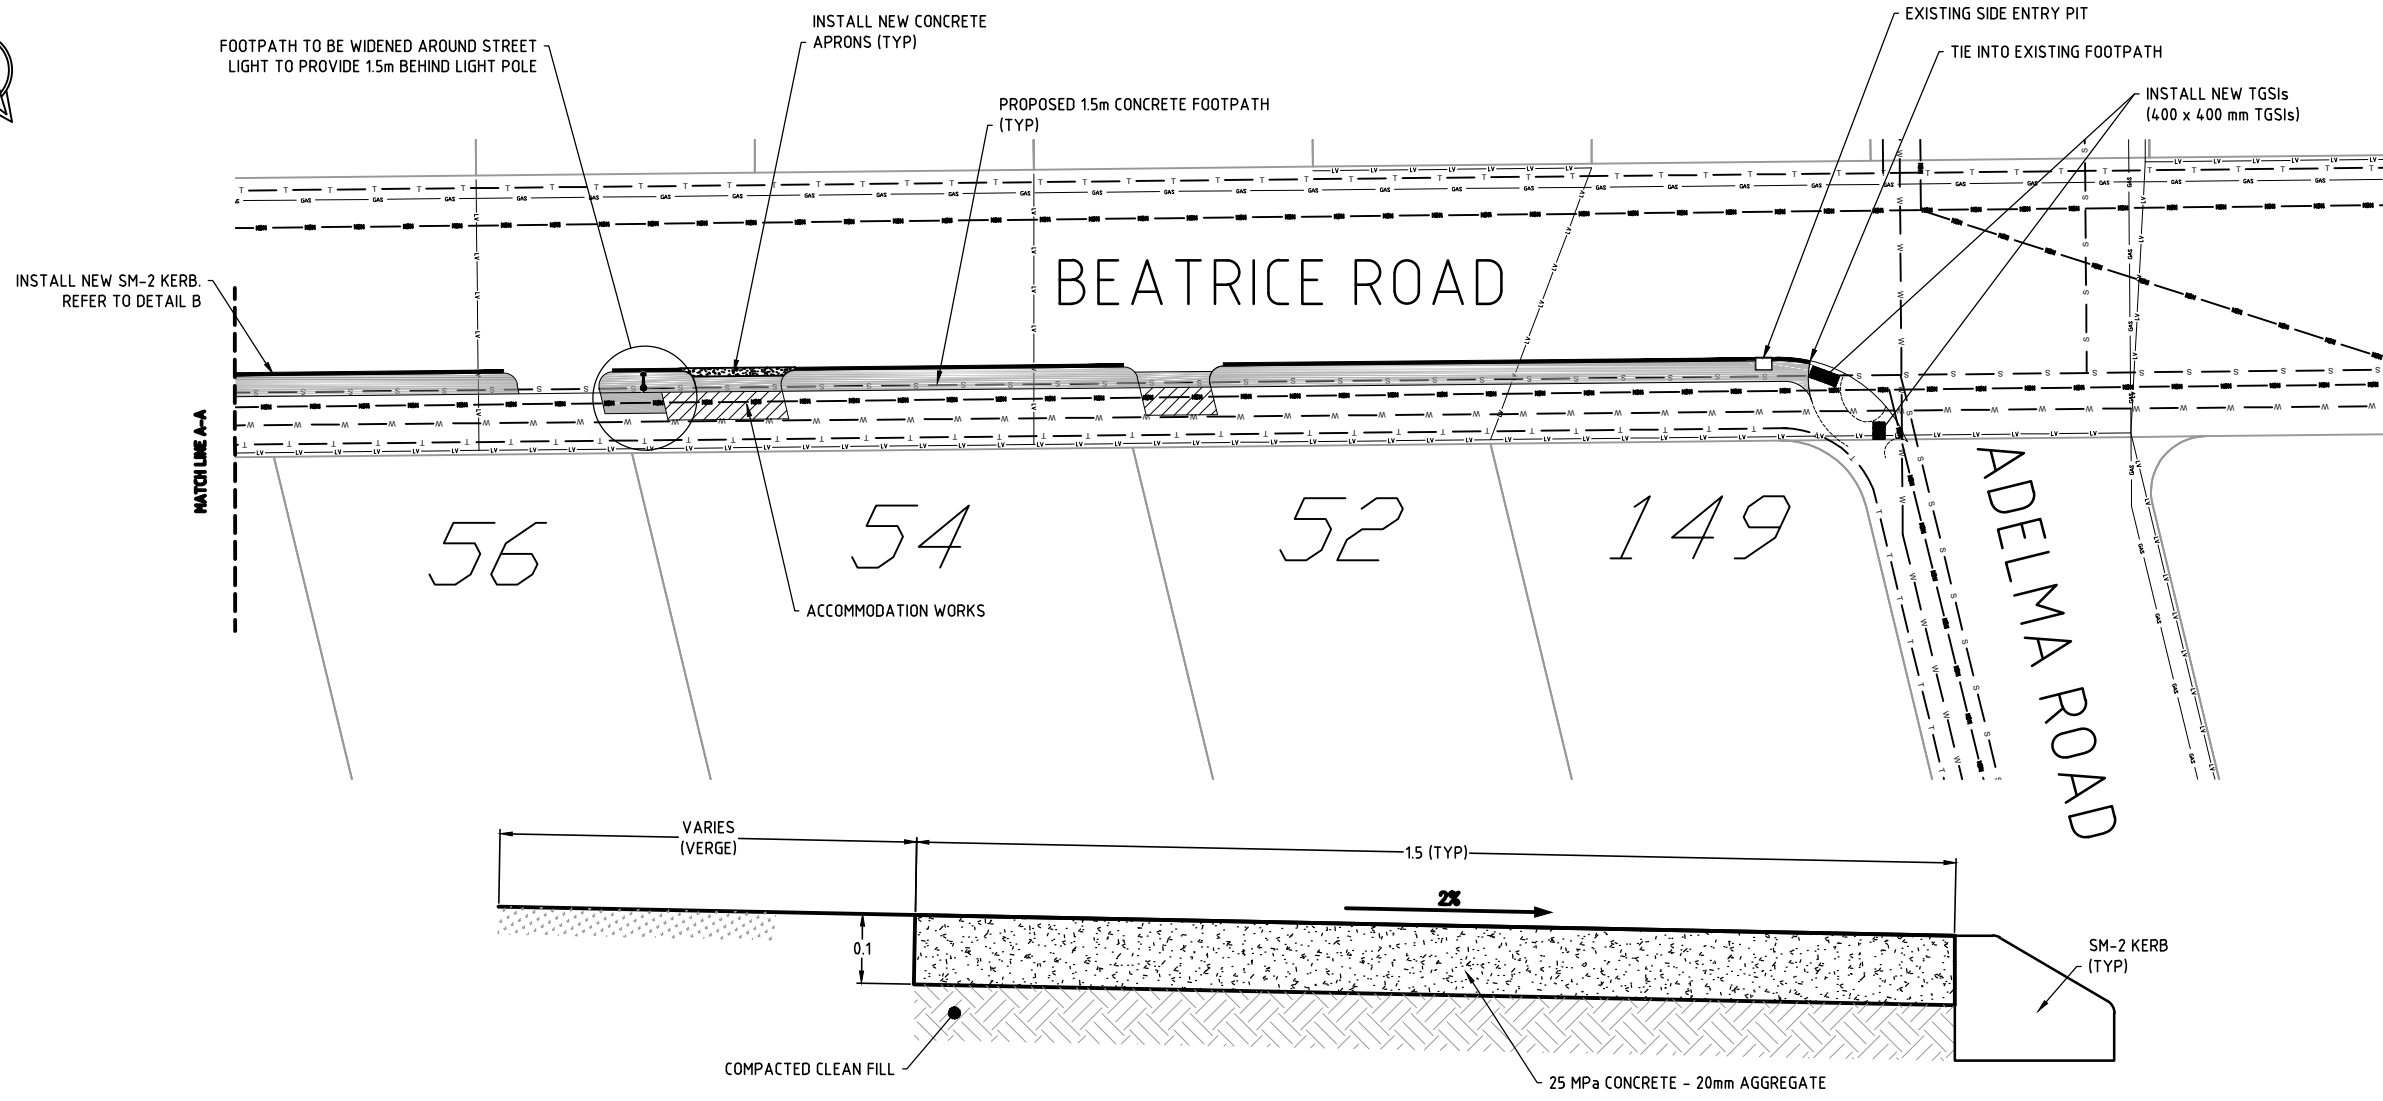 INSTALL NEW CONCRETE
APRONS (TYP)
EXISTING SIDE ENTRY PIT
FOOTPATH TO BE WIDENED AROUND STREET
LIGHT TO PROVIDE 1.5m BEHIND LIGHT POLE
TIE INTO EXISTING FOOTPATH
PROPOSED 1.5m CONCRETE FOOTPATH
(TYP)
INSTALL NEW TGSIs
(400 x 400 mm TGSIs)
BEATRICE ROAD
INSTALL NEW SM-2 KERB.
REFER TO DETAIL B
MATCH LINE A-A
56
54
52
149
ADELMA ROAD
ACCOMMODATION WORKS
VARIES
(VERGE)
1.5 (TYP)
2%
0.1
SM-2 KERB
(TYP)
COMPACTED CLEAN FILL
25 MPa CONCRETE - 20mm AGGREGATE